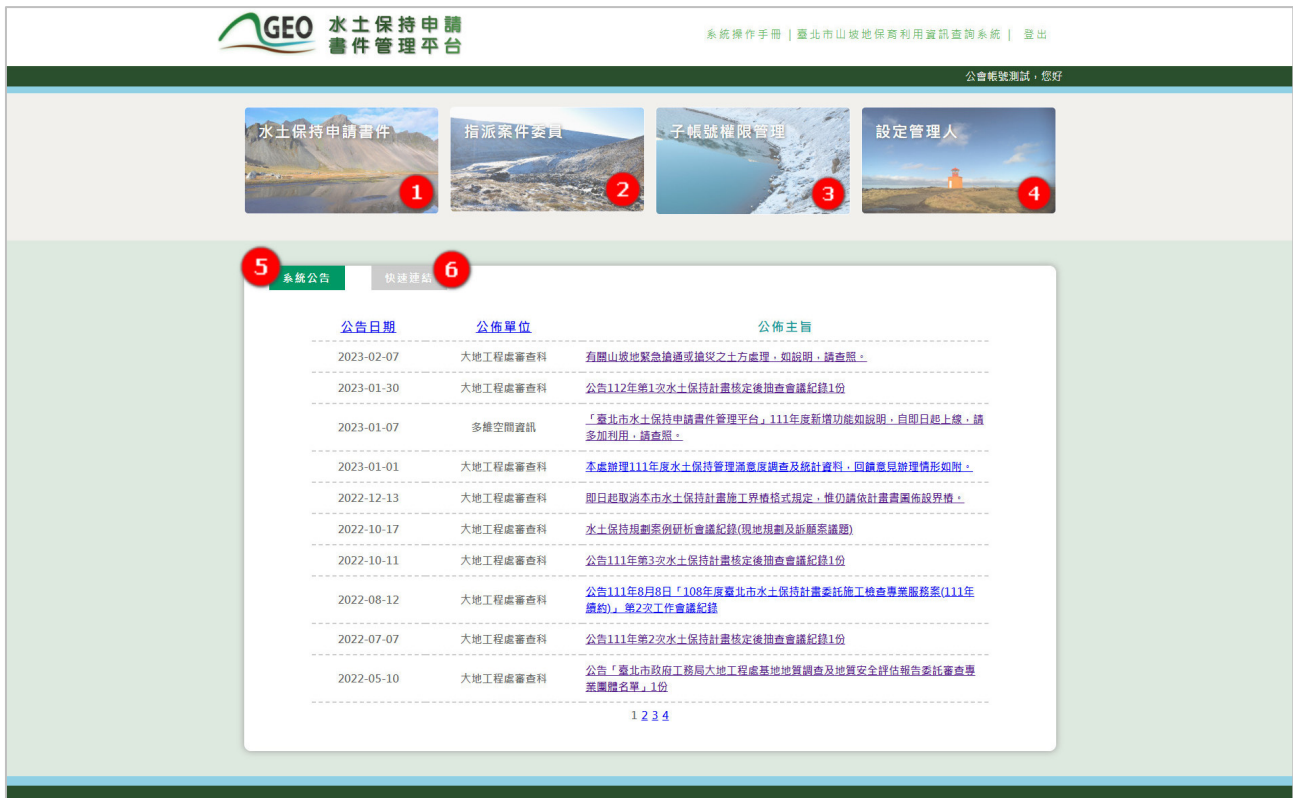 GEO 水土保持申請
書件管理平台
系統操作手冊 | 臺北市山坡地保育利用資訊查詢系統 | 登出
公會帳號測試，您好
水土保持申請書件
指派案件委員
子帳號權限管理
設定管理人
1
2
3
4
5
系統公告
快速連結
6
公告日期 公佈單位 公佈主旨
2023-02-07 大地工程處審查科 有關山坡地緊急搶通或搶災之土方處理，如說明，請查照。
2023-01-30 大地工程處審查科 公告112年第1次水土保持計畫核定後抽查會議紀錄1份
2023-01-07 多維空間資訊 「臺北市水土保持申請書件管理平台」111年度新增功能如說明，自即日起上線，請
多加利用，請查照。
2023-01-01 大地工程處審查科 本處辦理111年度水土保持管理滿意度調查及統計資料，回饋意見辦理情形如附。
2022-12-13 大地工程處審查科 即日起取消本市水土保持計畫施工界樁格式規定，惟仍請依計畫書圖佈設界樁。
2022-10-17 大地工程處審查科 水土保持規劃案例研析會議紀錄(現地規劃及訴願案議題)
2022-10-11 大地工程處審查科 公告111年第3次水土保持計畫核定後抽查會議紀錄1份
2022-08-12 大地工程處審查科 公告111年8月8日「108年度臺北市水土保持計畫委託施工檢查專業服務案(111年
續約)」 第2次工作會議紀錄
2022-07-07 大地工程處審查科 公告111年第2次水土保持計畫核定後抽查會議紀錄1份
2022-05-10 大地工程處審查科 公告「臺北市政府工務局大地工程處基地地質調查及地質安全評估報告委託審查專
業團體名單」1份
1 2 3 4